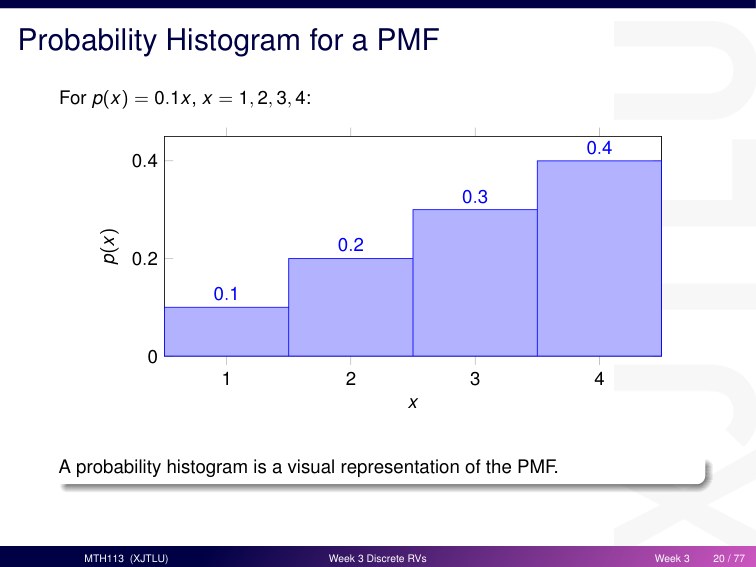 Probability Histogram for a PMF
For p(x) = 0.1x, x = 1, 2, 3, 4:
0.4
0.2
0
p(x)
0.1
0.2
0.3
0.4
1 2 3 4
x
A probability histogram is a visual representation of the PMF.
XJTLU
MTH113 (XJTLU) Week 3 Discrete RVs Week 3 20 / 77